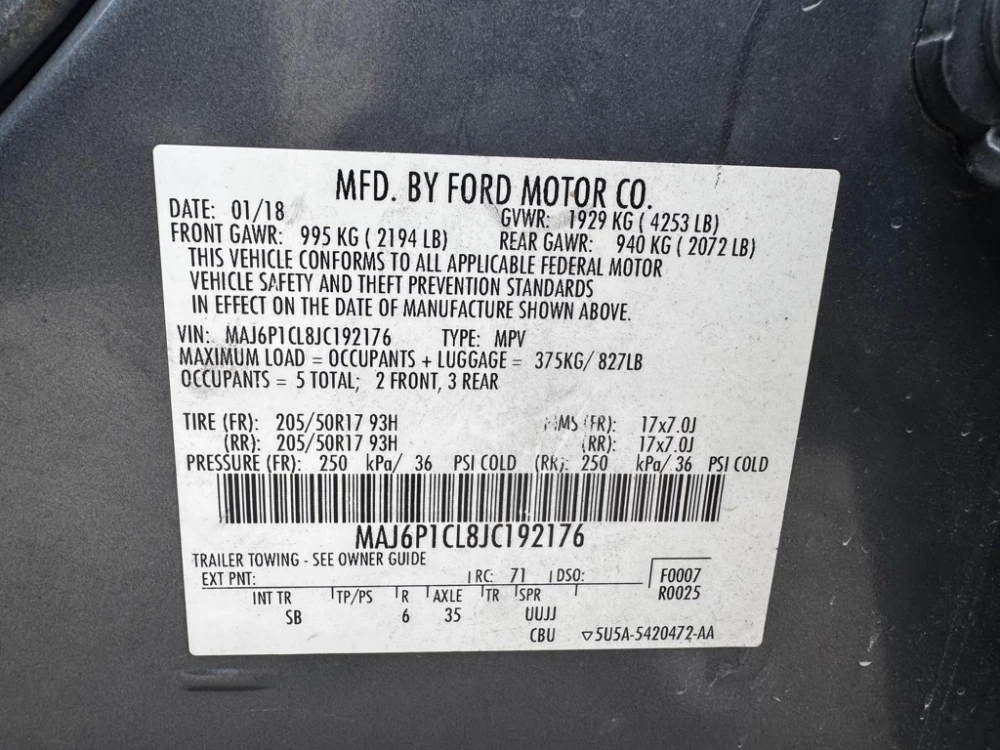 MFD. BY FORD MOTOR CO.
DATE: 01/18 GVWR: 1929 KG ( 4253 LB)
FRONT GAWR: 995 KG ( 2194 LB) REAR GAWR: 940 KG ( 2072 LB)
THIS VEHICLE CONFORMS TO ALL APPLICABLE FEDERAL MOTOR
VEHICLE SAFETY AND THEFT PREVENTION STANDARDS
IN EFFECT ON THE DATE OF MANUFACTURE SHOWN ABOVE.
VIN: MAJ6P1CL8JC192176 TYPE: MPV
MAXIMUM LOAD = OCCUPANTS + LUGGAGE = 375KG/ 827LB
OCCUPANTS = 5 TOTAL; 2 FRONT, 3 REAR
TIRE (FR): 205/50R17 93H (FR): 17x7.0J
(RR): 205/50R17 93H (RR): 17x7.0J
PRESSURE (FR): 250 kPa/ 36 PSI COLD 250 kPa/ 36 PSI COLD
MAJ6P1CL8JC192176
TRAILER TOWING - SEE OWNER GUIDE
EXT PNT: RC: 71 DSO: F0007
R0025
INT TR TP/PS R AXLE TR SPR
SB 6 35 UUJJ
CBU ▽5U5A-5420472-AA